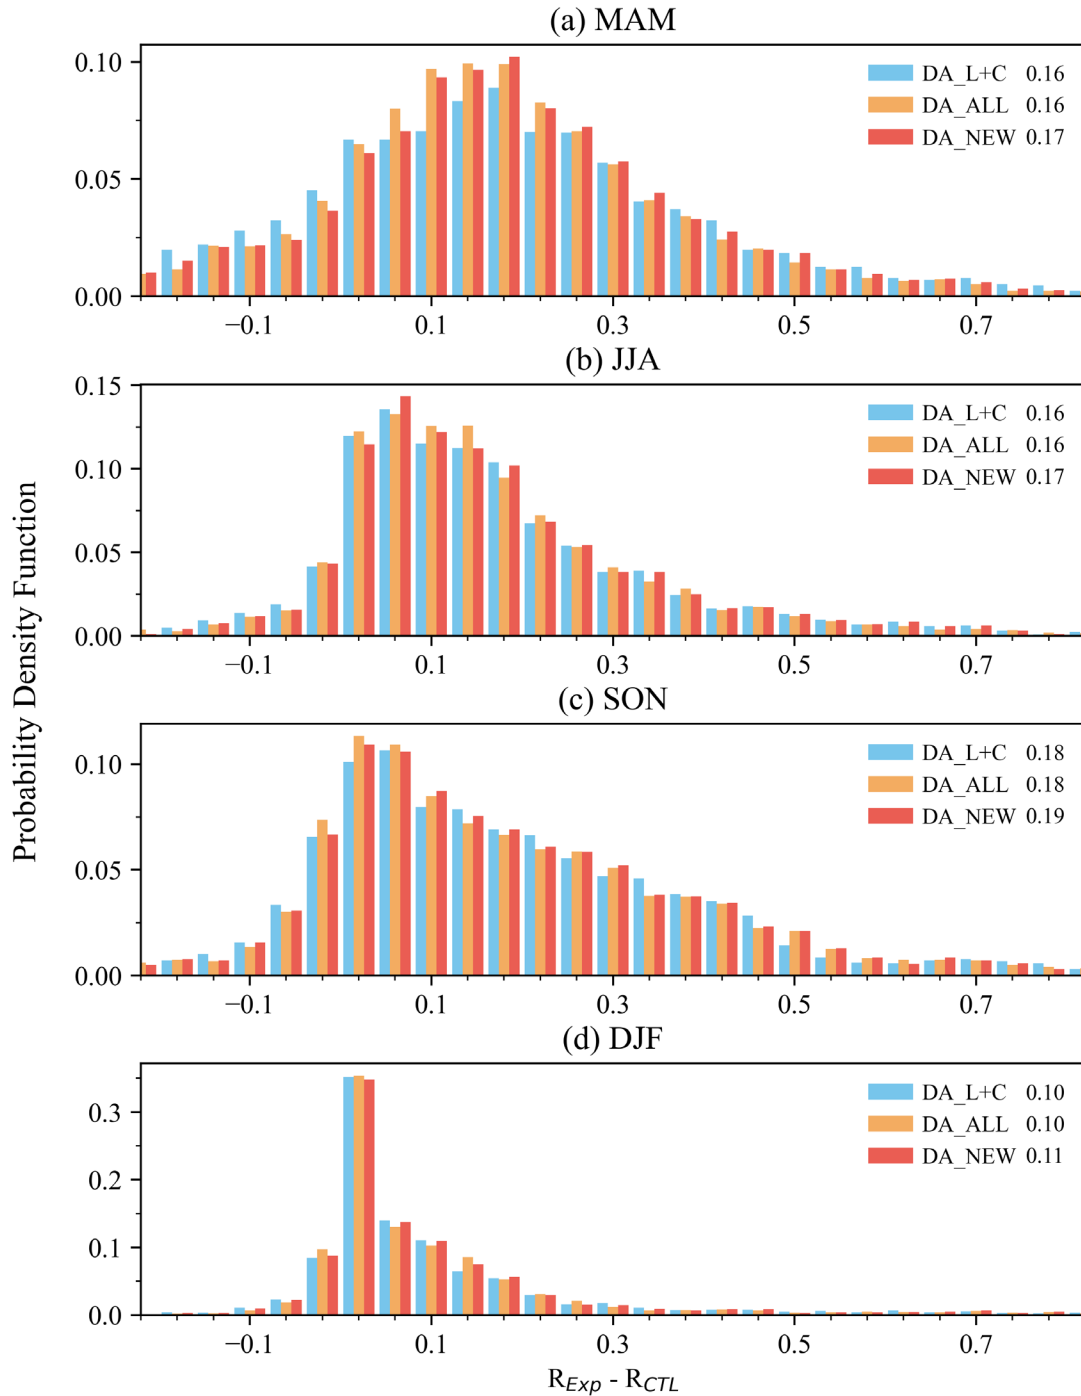 (a) MAM
0.10
0.05
0.00
DA_L+C 0.16
DA_ALL 0.16
DA_NEW 0.17
−0.1 0.1 0.3 0.5 0.7
(b) JJA
0.15
0.10
0.05
0.00
DA_L+C 0.16
DA_ALL 0.16
DA_NEW 0.17
−0.1 0.1 0.3 0.5 0.7
Probability Density Function
(c) SON
0.10
0.05
0.00
DA_L+C 0.18
DA_ALL 0.18
DA_NEW 0.19
−0.1 0.1 0.3 0.5 0.7
(d) DJF
0.3
0.2
0.1
0.0
DA_L+C 0.10
DA_ALL 0.10
DA_NEW 0.11
−0.1 0.1 0.3 0.5 0.7
R_Exp - R_CTL